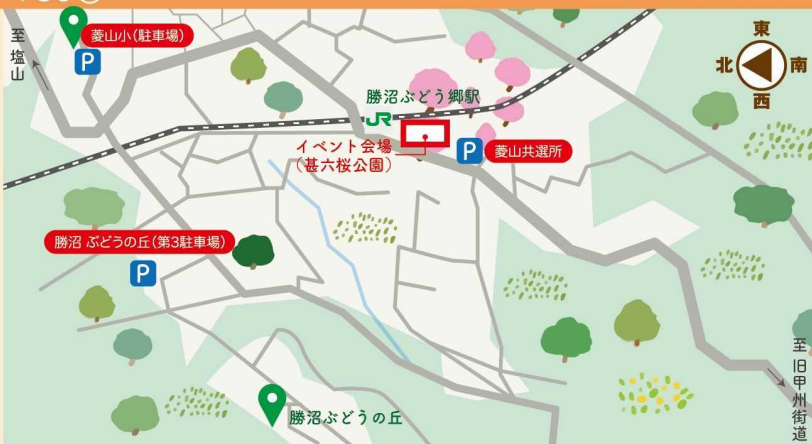 至塩山
菱山小(駐車場)
P
東
北
南
西
勝沼ぶどう郷駅
JR
イベント会場
(甚六桜公園)
P
菱山共選所
勝沼 ぶどうの丘(第3駐車場)
P
勝沼ぶどうの丘
至旧甲州街道